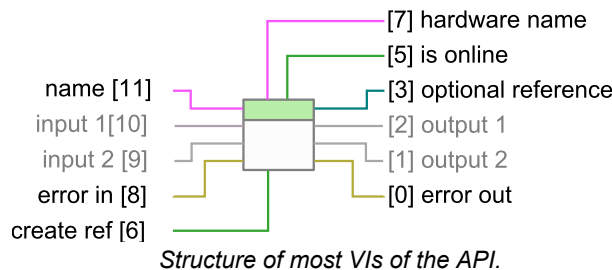 [7] hardware name
[5] is online
name [11]
[3] optional reference
input 1[10]
[2] output 1
input 2 [9]
[1] output 2
error in [8]
[0] error out
create ref [6]
Structure of most VIs of the API.